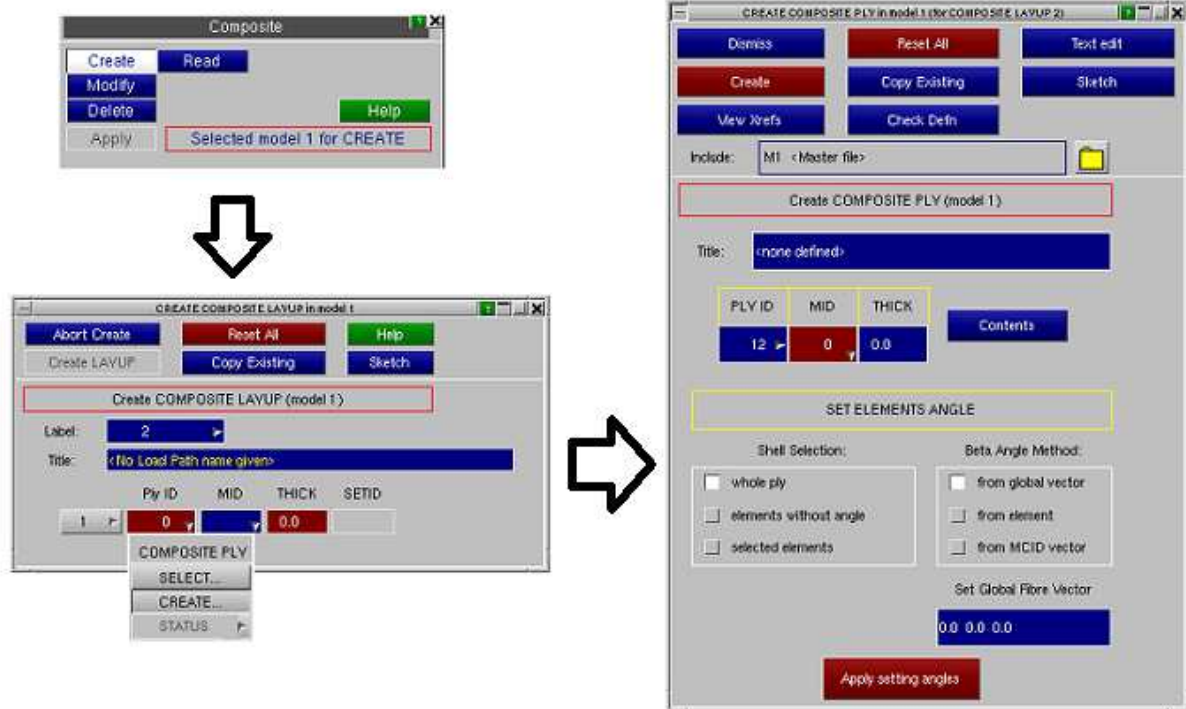 Composite
Create Read
Modify
Delete Help
Apply Selected model 1 for CREATE
CREATE COMPOSITE LAYUP in model 1
Abort Create Reset All Help
Create LAYUP Copy Existing Sketch
Create COMPOSITE LAYUP (model 1)
Label: 2
Title: <No Load Path name given>
Ply ID MID THICK SETID
1 0 0.0
COMPOSITE PLY
SELECT...
CREATE...
STATUS
CREATE COMPOSITE PLY in model 1 (for COMPOSITE LAYUP 2)
Dismiss Reset All Text edit
Create Copy Existing Sketch
View Xrefs Check Defn
Include: M1 <Master file>
Create COMPOSITE PLY (model 1)
Title: <none defined>
PLY ID MID THICK
Contents
12 0 0.0
SET ELEMENTS ANGLE
Shell Selection: Beta Angle Method:
whole ply from global vector
elements without angle from element
selected elements from MCID vector
Set Global Fibre Vector
0.0 0.0 0.0
Apply setting angles